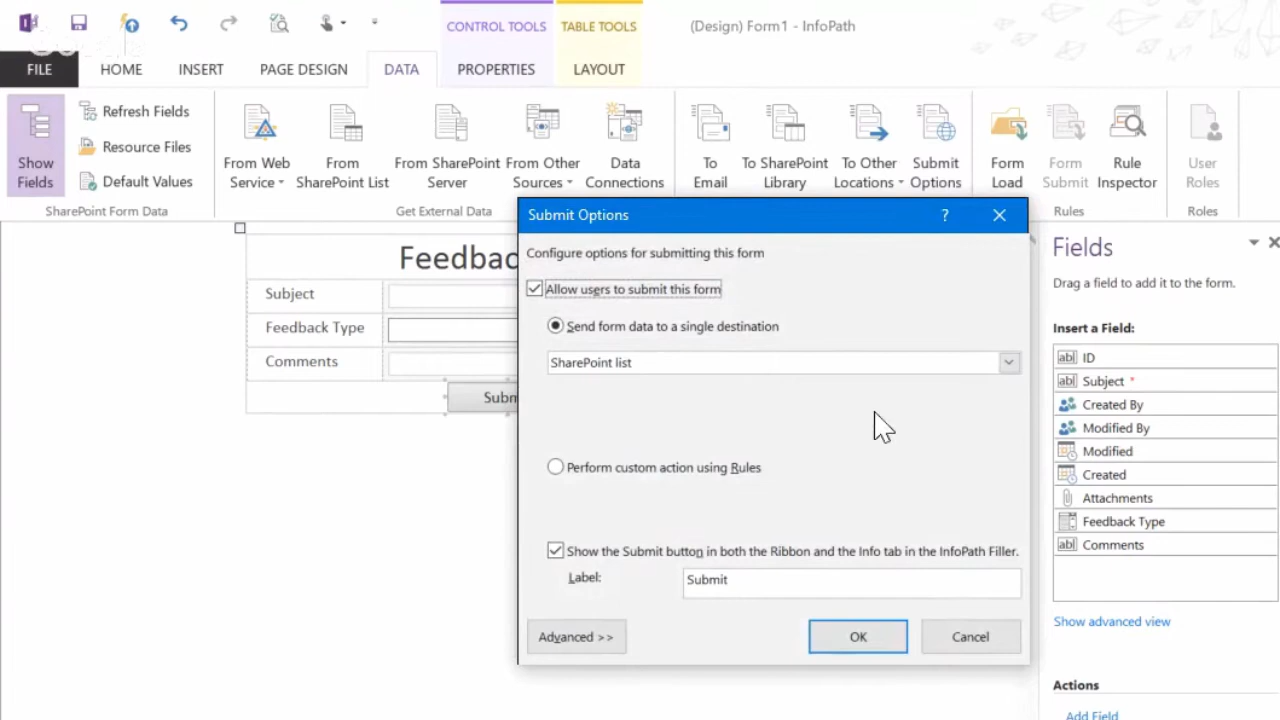 CONTROL TOOLS TABLE TOOLS (Design) Form1 - InfoPath
FILE HOME INSERT PAGE DESIGN DATA PROPERTIES LAYOUT
Show Fields
Refresh Fields
Resource Files
Default Values
SharePoint Form Data
From Web Service
From SharePoint List
From SharePoint Server
From Other Sources
Data Connections
Get External Data
To Email
To SharePoint Library
To Other Locations
Submit Options
Form Load
Form Submit
Rule Inspector
Rules
User Roles
Roles
Feedbac
Subject
Feedback Type
Comments
Subm
Submit Options ?
Configure options for submitting this form
Allow users to submit this form
Send form data to a single destination
SharePoint list
Perform custom action using Rules
Show the Submit button in both the Ribbon and the Info tab in the InfoPath Filler.
Label: Submit
Advanced >> OK Cancel
Fields
Drag a field to add it to the form.
Insert a Field:
ab| ID
ab| Subject *
Created By
Modified By
Modified
Created
Attachments
Feedback Type
ab| Comments
Show advanced view
Actions
Add Field